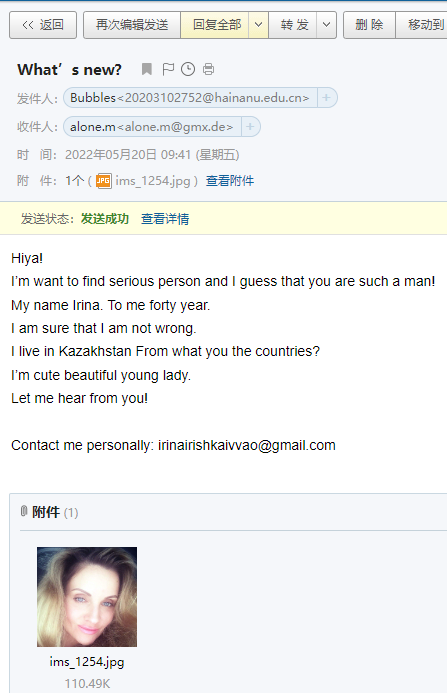 << 返回 再次编辑发送 回复全部 转 发 删 除 移动到
What’s new?
发件人： Bubbles<20203102752@hainanu.edu.cn> +
收件人： alone.m<alone.m@gmx.de> +
时 间： 2022年05月20日 09:41 (星期五)
附 件： 1个 ( JPG ims_1254.jpg ) 查看附件
发送状态：发送成功 查看详情
Hiya!
I’m want to find serious person and I guess that you are such a man!
My name Irina. To me forty year.
I am sure that I am not wrong.
I live in Kazakhstan From what you the countries?
I’m cute beautiful young lady.
Let me hear from you!
Contact me personally: irinairishkaivvao@gmail.com
附件 (1)
ims_1254.jpg
110.49K